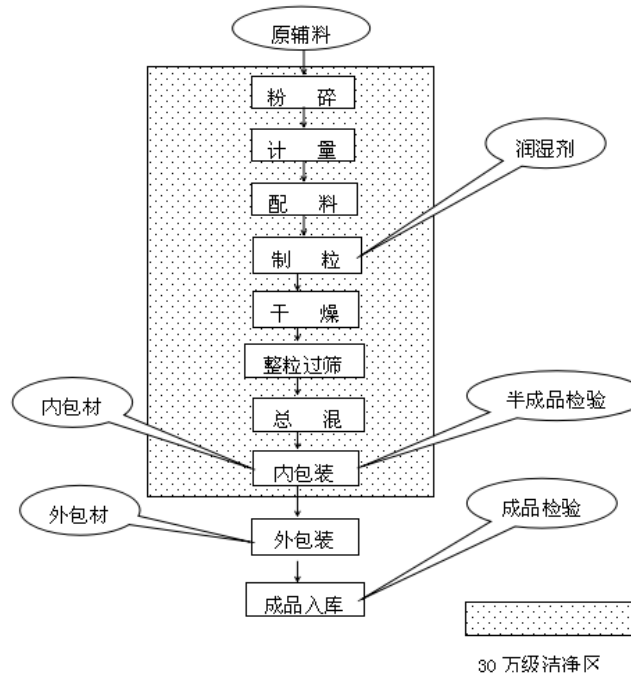 原辅料
粉 碎
计 量
润湿剂
配 料
制 粒
干 燥
整粒过筛
内包材
总 混
半成品检验
内包装
外包材
成品检验
外包装
成品入库
30 万级洁净区